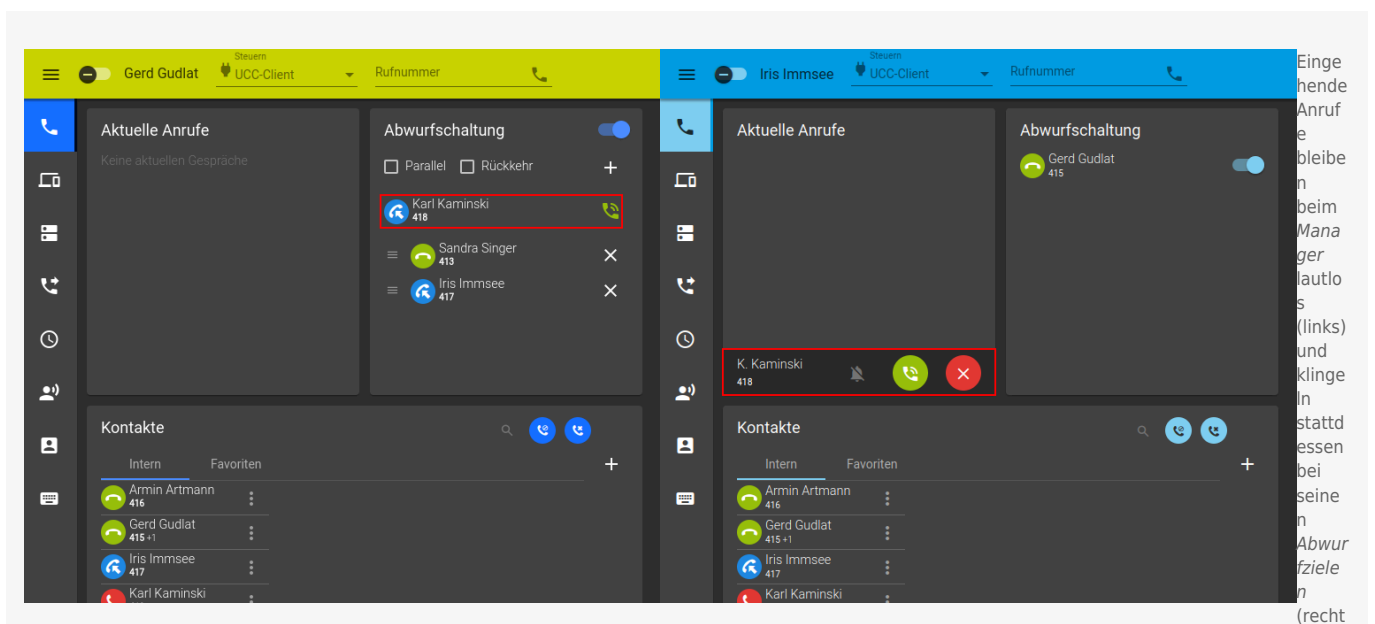 Steuern
Gerd Gudlat
UCC-Client
Rufnummer
Aktuelle Anrufe
Keine aktuellen Gespräche
Abwurfschaltung
Parallel
Rückkehr
Karl Kaminski
418
Sandra Singer
413
Iris Immsee
417
Kontakte
Intern
Favoriten
Armin Artmann
416
Gerd Gudlat
415 +1
Iris Immsee
417
Karl Kaminski
Steuern
Iris Immsee
UCC-Client
Rufnummer
Aktuelle Anrufe
K. Kaminski
418
Abwurfschaltung
Gerd Gudlat
415
Kontakte
Intern
Favoriten
Armin Artmann
416
Gerd Gudlat
415 +1
Iris Immsee
417
Karl Kaminski
Einge
hende
Anruf
e
bleibe
n
beim
Mana
ger
lautlo
s
(links)
und
klinge
ln
stattd
essen
bei
seine
n
Abwur
fziele
n
(recht